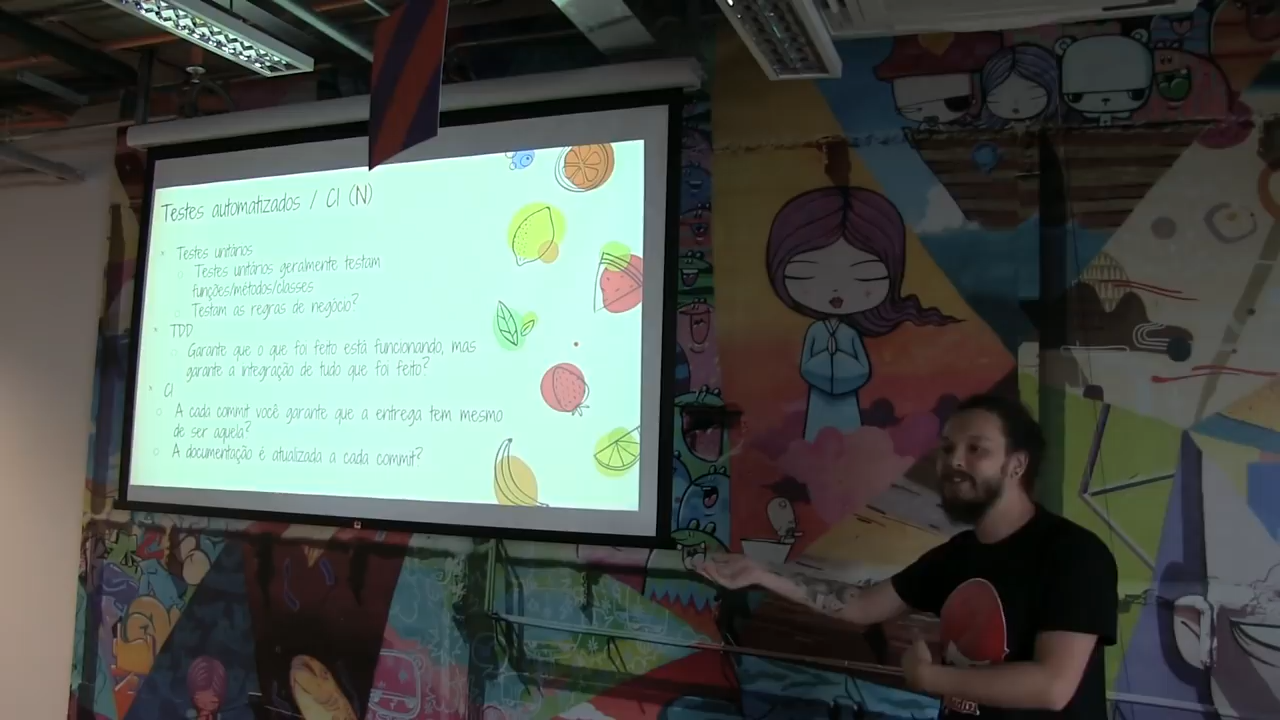 Testes automatizados / CI (N)
Testes unitários
Testes unitários geramente testam
funções/métodos/classes
Testam as regras de negócio?
TDD
Garante que o que foi feito está funcionando, mas
garante a integração de tudo que foi feito?
CI
A cada commit você garante que a entrega tem mesmo
de ser aquela?
A documentação é atualizada a cada commit?